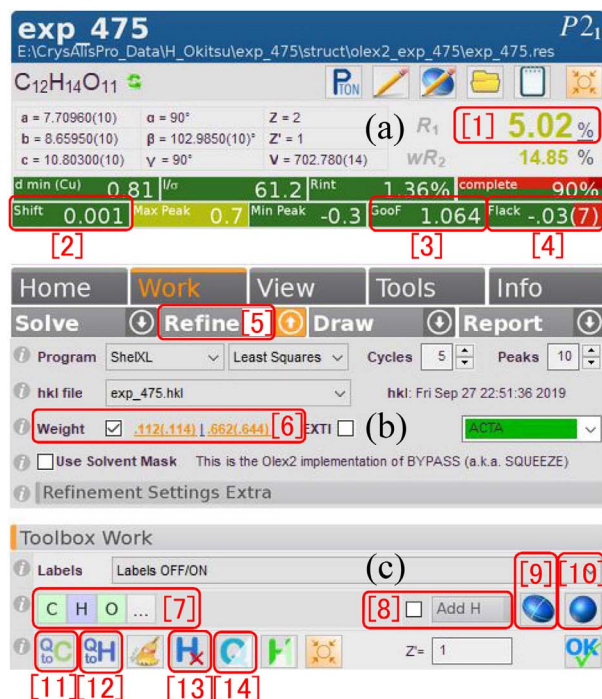 exp_475 P2₁
E:\CrysAlisPro_Data\H_Okitsu\exp_475\struct\olex2_exp_475\exp_475.res
C₁₂H₁₄O₁₁ PTON
a = 7.70960(10) α = 90° Z = 2 (a) R₁ [1] 5.02 %
b = 8.65950(10) β = 102.9850(10)° Z' = 1
c = 10.80300(10) γ = 90° V = 702.780(14) wR₂ 14.85 %
d min (Cu) 0.81 I/σ 61.2 Rint 1.36% complete 90%
Shift 0.001 Max Peak 0.7 Min Peak -0.3 GooF 1.064 Flack -.03(7)
[2] [3] [4]
Home Work View Tools Info
Solve Refine [5] Draw Report
Program ShelXL Least Squares Cycles 5 Peaks 10
hkl file exp_475.hkl hkl: Fri Sep 27 22:51:36 2019
Weight .112(.114) | .662(.644) [6] EXTI (b) ACTA
Use Solvent Mask This is the Olex2 implementation of BYPASS (a.k.a. SQUEEZE)
Refinement Settings Extra
Toolbox Work
Labels Labels OFF/ON (c) [9] [10]
C H O ... [7] [8] Add H
Q to C Q to H H H Z'= 1 OK
[11] [12] [13] [14]